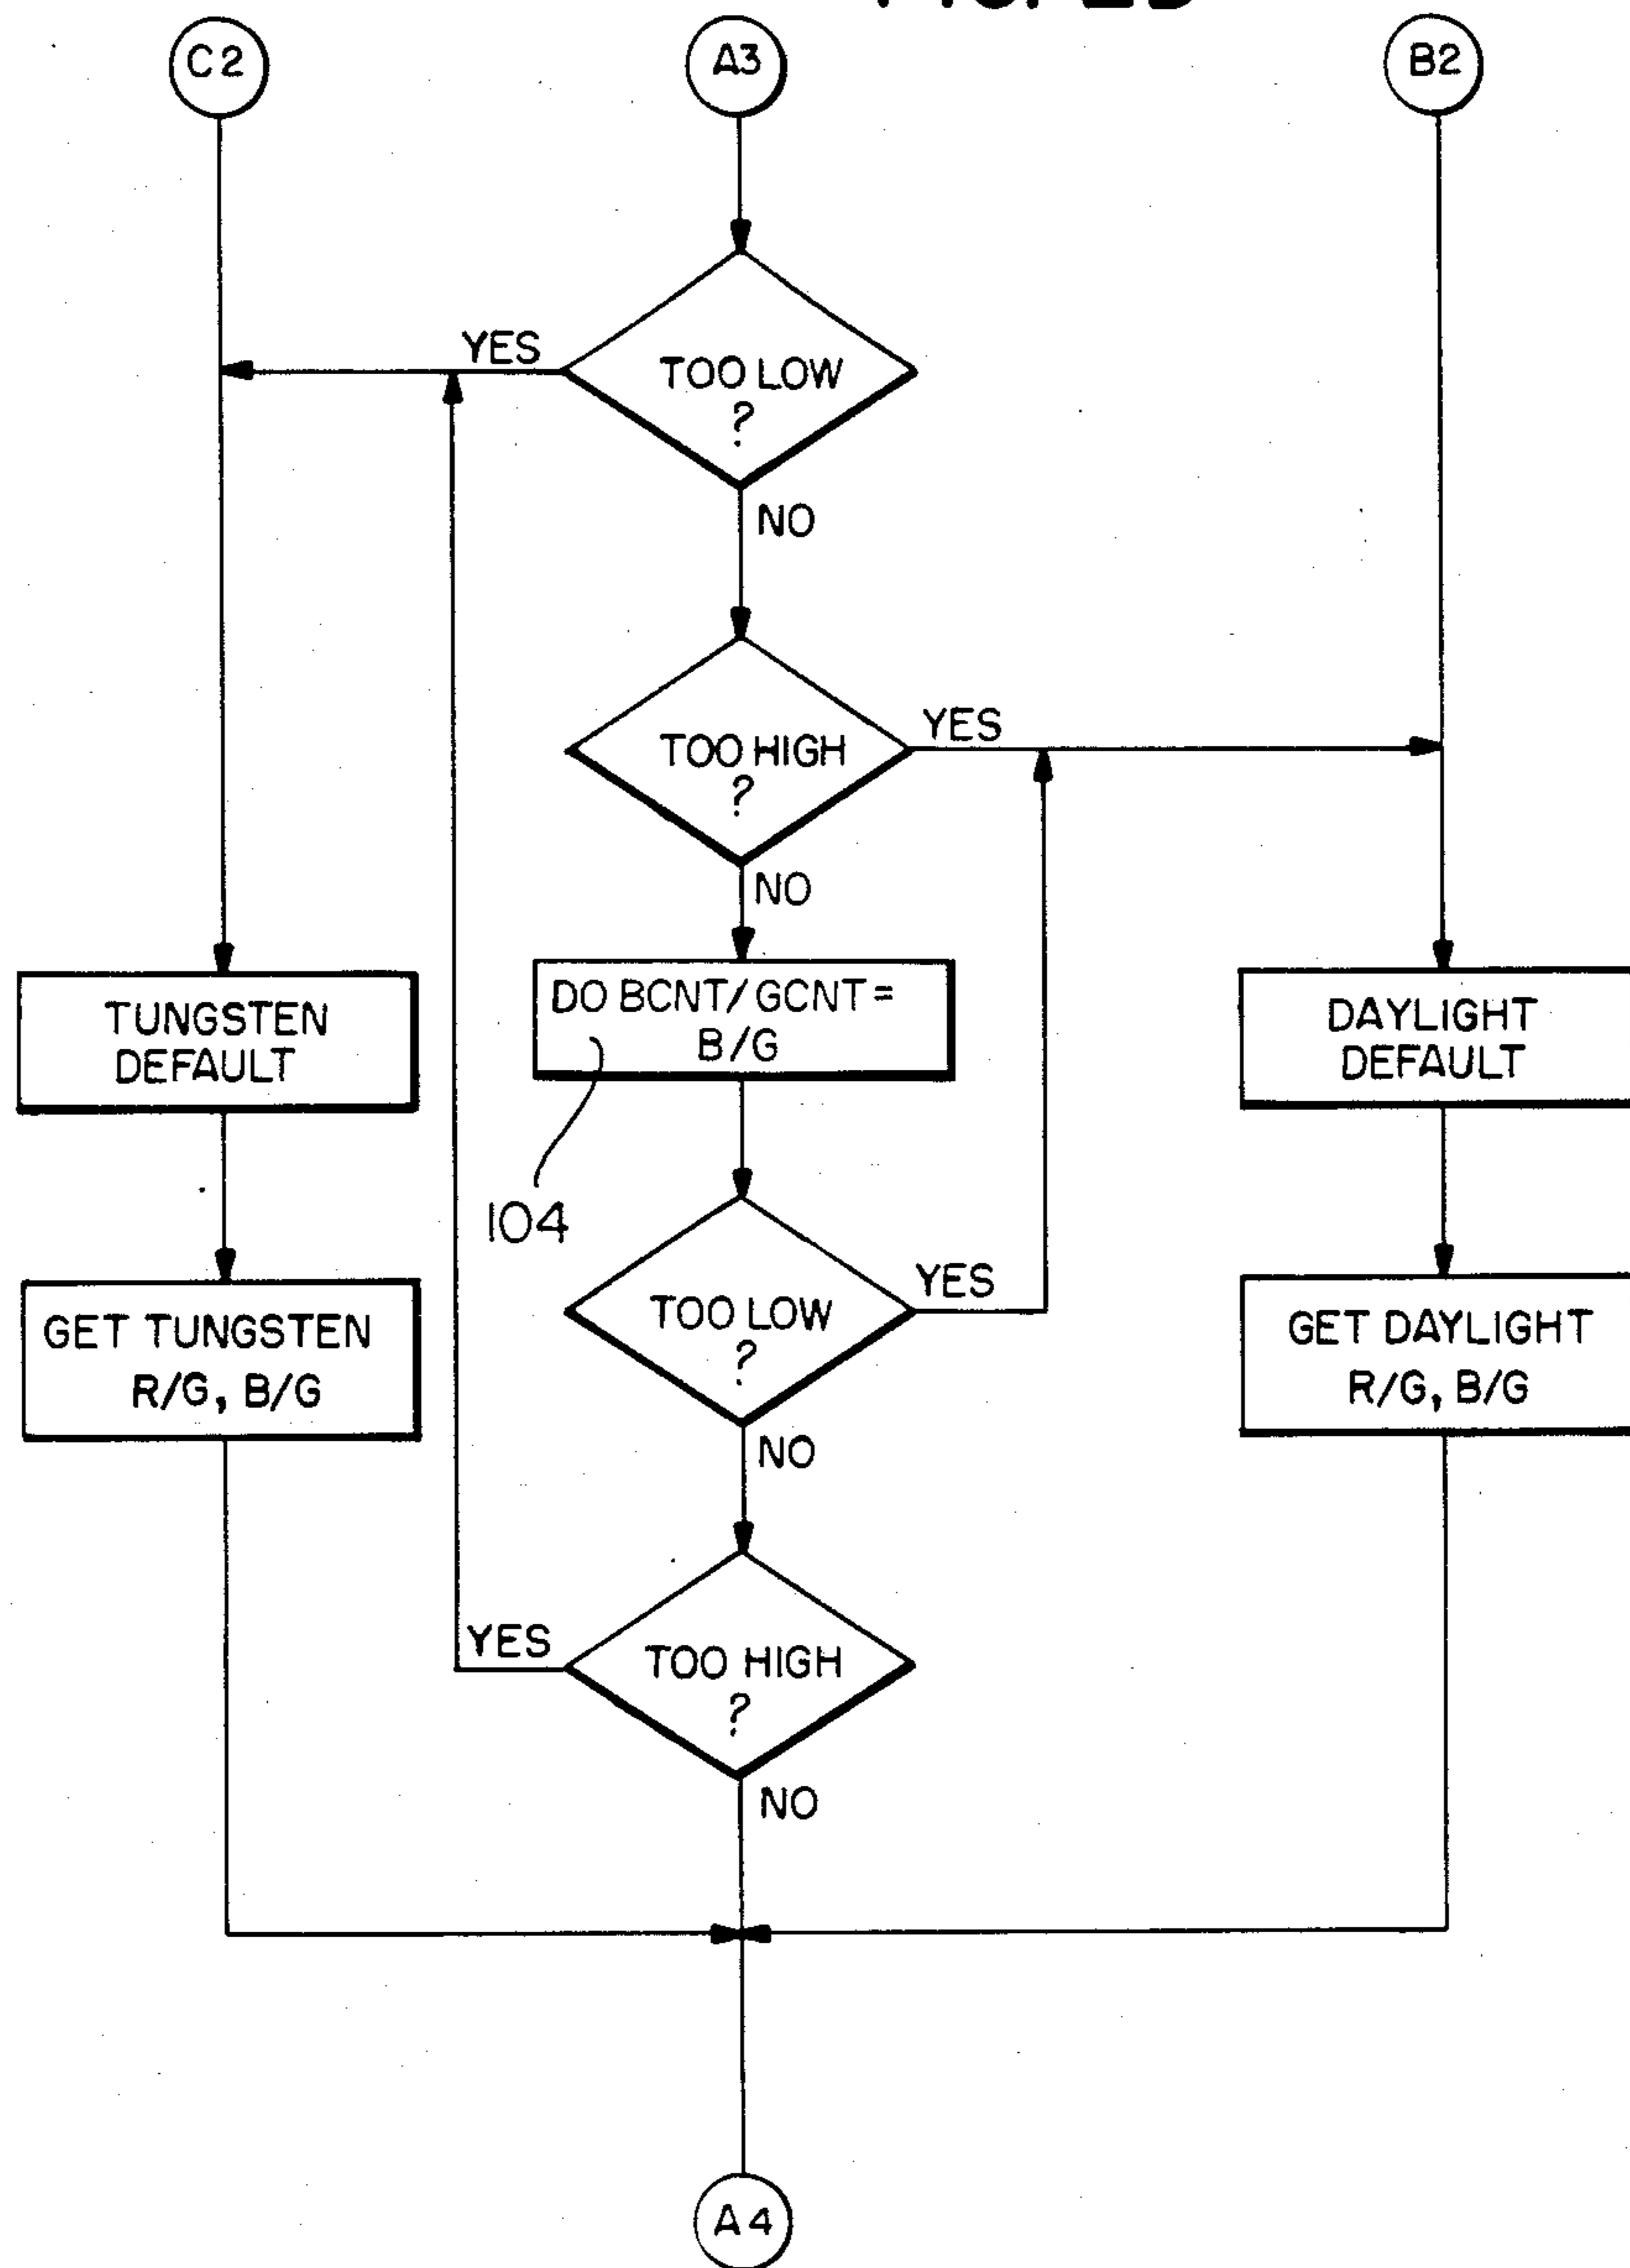 C2
A3
B2
YES
TOO LOW
?
NO
TOO HIGH
?
YES
NO
TUNGSTEN
DEFAULT
DO BCNT/GCNT =
B/G
DAYLIGHT
DEFAULT
104
GET TUNGSTEN
R/G, B/G
TOO LOW
?
YES
GET DAYLIGHT
R/G, B/G
NO
YES
TOO HIGH
?
NO
A4